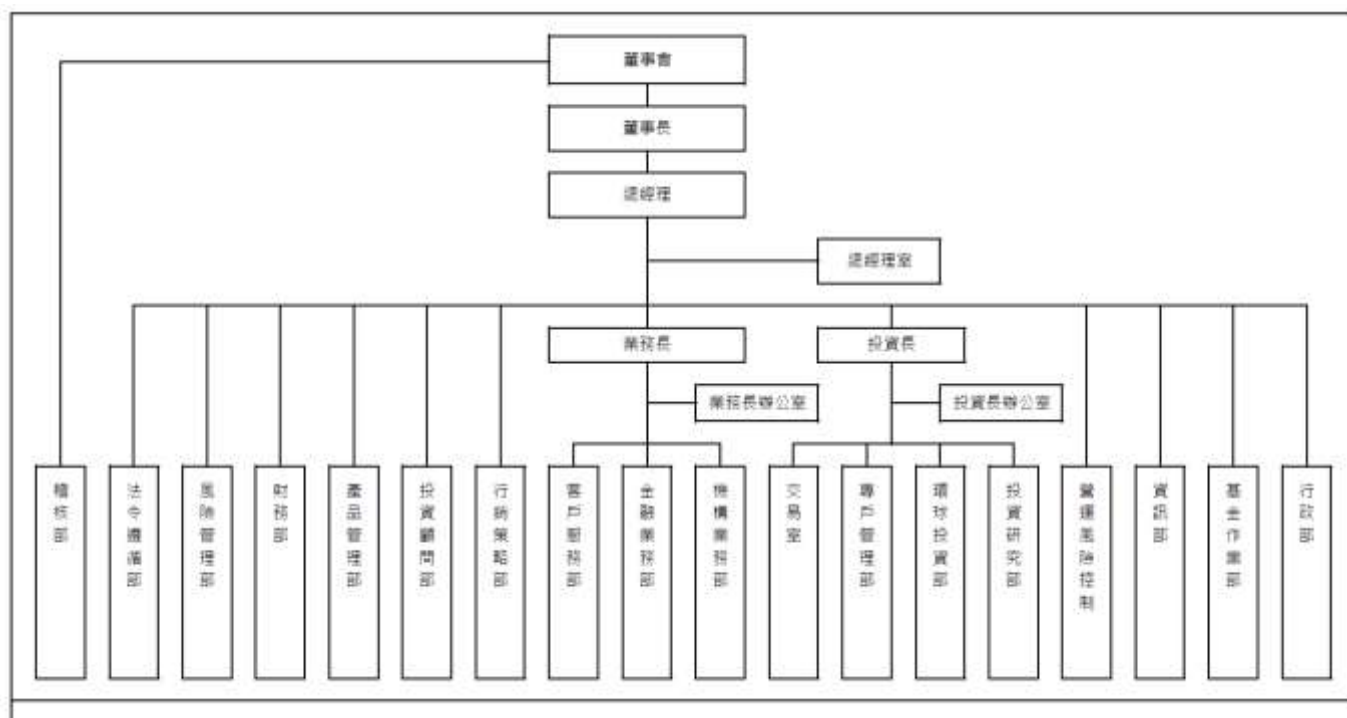 董事會
董事長
總經理
總經理室
業務長
投資長
業務長辦公室
投資長辦公室
稽核部
法令遵循部
風險管理部
財務部
產品管理部
投資顧問部
行銷策略部
客戶服務部
金融業務部
機構業務部
交易室
專戶管理部
環球投資部
投資研究部
營運風險控制
資訊部
基金作業部
行政部